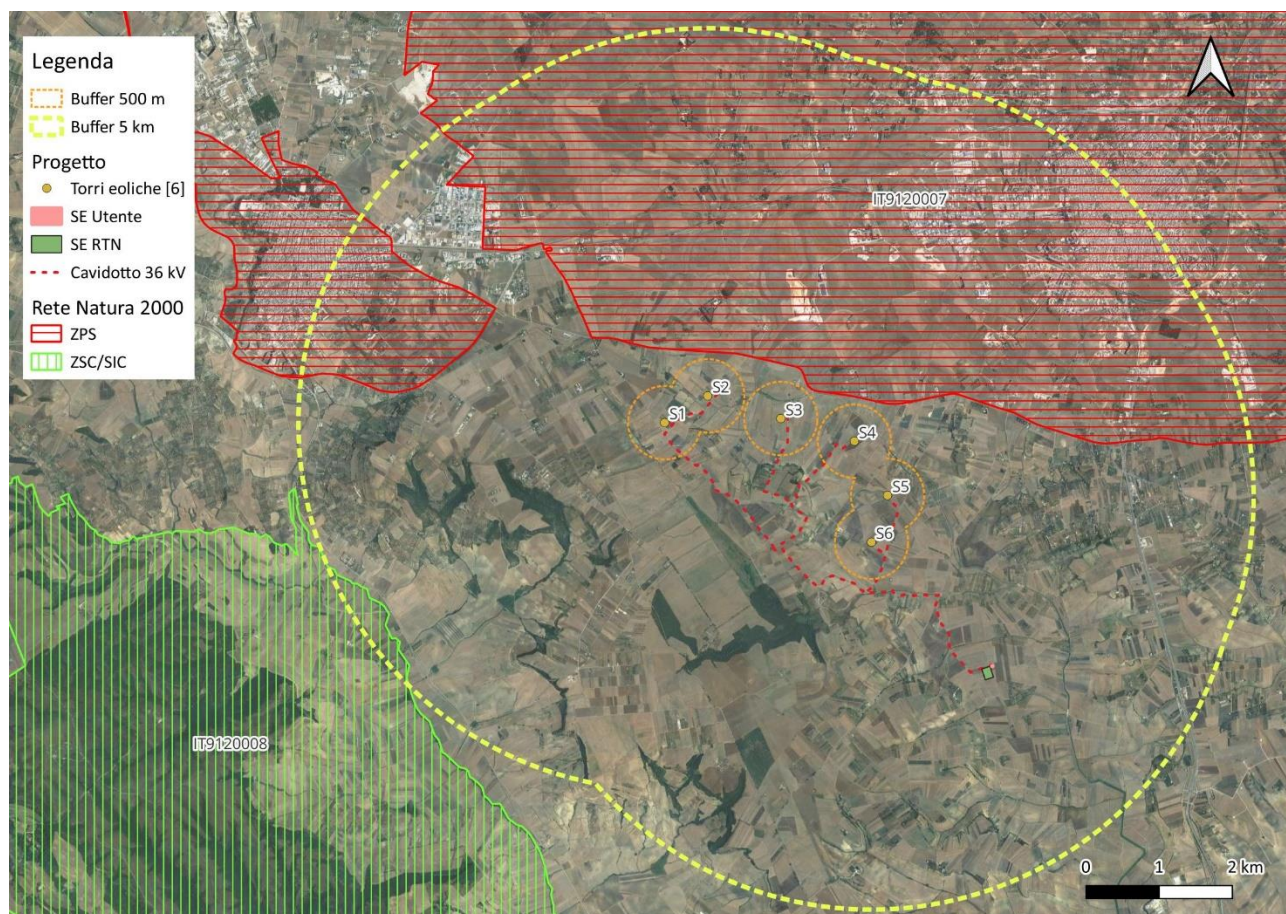 Legenda
Buffer 500 m
Buffer 5 km
Progetto
Torri eoliche [6]
SE Utente
SE RTN
Cavidotto 36 kV
Rete Natura 2000
ZPS
ZSC/SIC
IT9120007
S2
S1
S3
S4
S5
S6
IT9120008
0 1 2 km